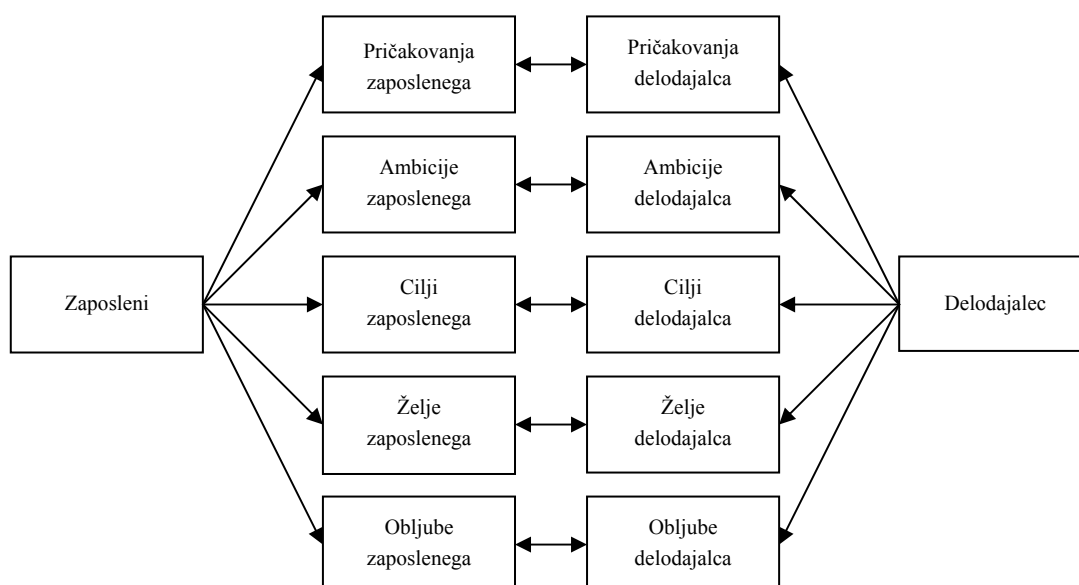 Pričakovanja
zaposlenega
Pričakovanja
delodajalca
Ambicije
zaposlenega
Ambicije
delodajalca
Zaposleni
Cilji
zaposlenega
Cilji
delodajalca
Delodajalec
Želje
zaposlenega
Želje
delodajalca
Obljube
zaposlenega
Obljube
delodajalca